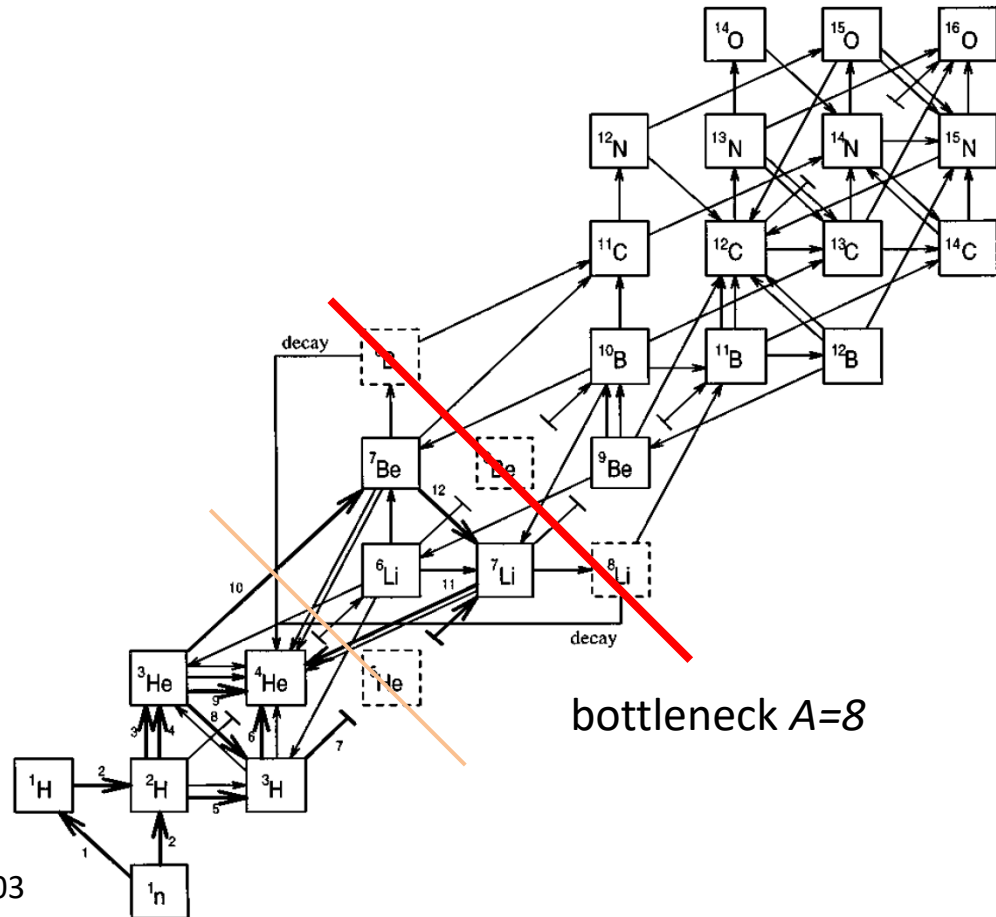 ¹⁴O ¹⁵O ¹⁶O
¹²N ¹³N ¹⁴N ¹⁵N
¹¹C ¹²C ¹³C ¹⁴C
decay
¹⁰B ¹¹B ¹²B
⁷Be ⁹Be
12
⁶Li ⁷Li ⁸Li
10 11
decay
³He ⁴He He
9
8
3 4 6 7
bottleneck A=8
¹H 2 ²H ³H
5
1 2
¹n
03